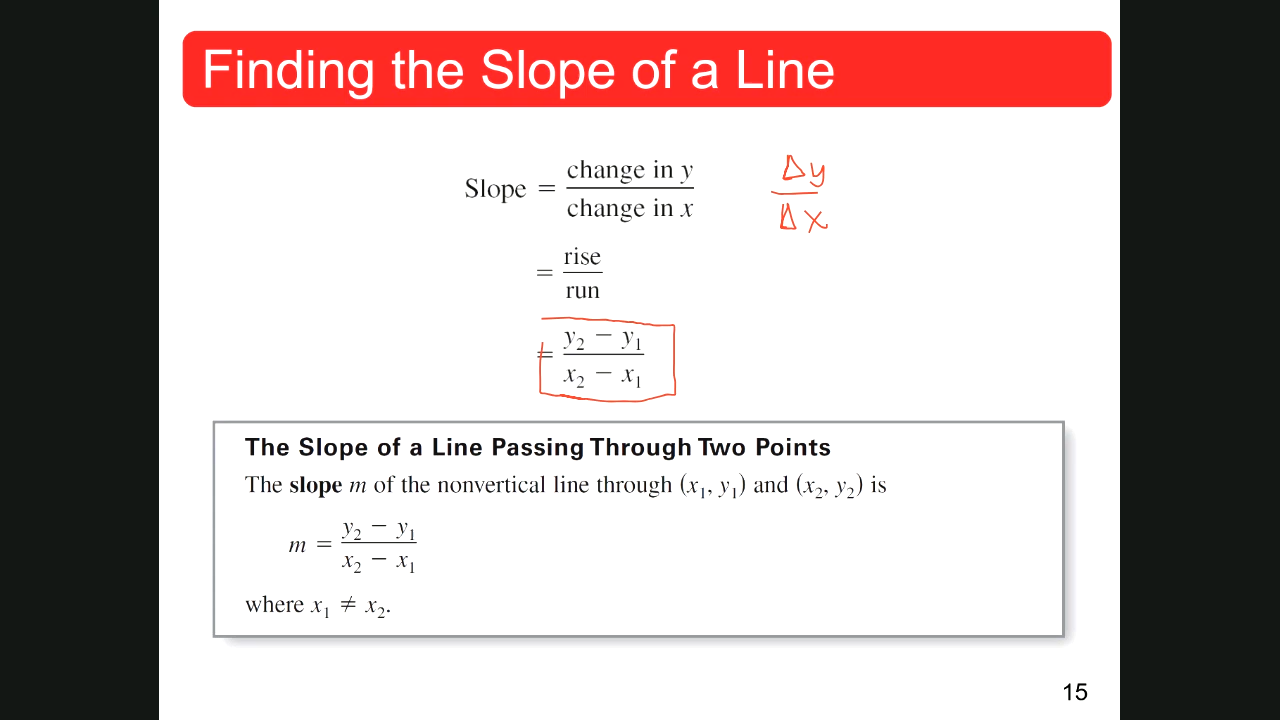 Finding the Slope of a Line
Slope = change in y / change in x
Δy / Δx
= rise / run
= y₂ − y₁ / x₂ − x₁
The Slope of a Line Passing Through Two Points
The slope m of the nonvertical line through (x₁, y₁) and (x₂, y₂) is
m = y₂ − y₁ / x₂ − x₁
where x₁ ≠ x₂.
15